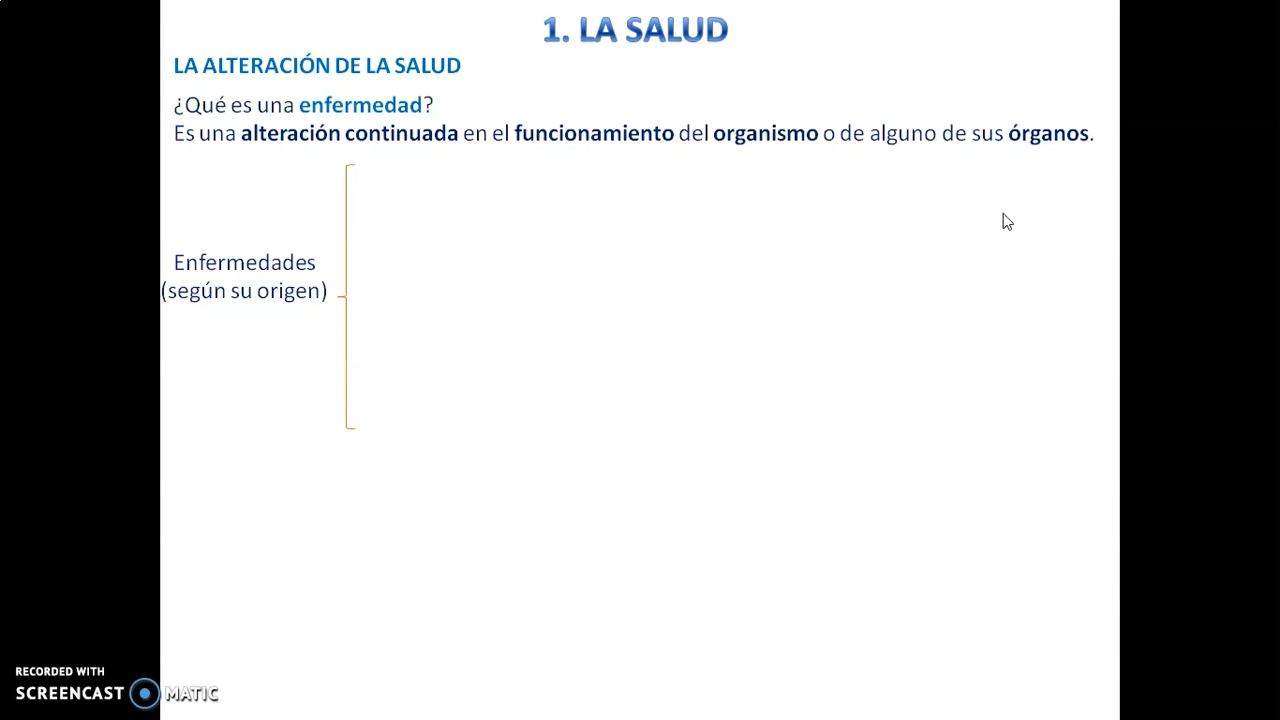 1. LA SALUD
LA ALTERACIÓN DE LA SALUD
¿Qué es una enfermedad?
Es una alteración continuada en el funcionamiento del organismo o de alguno de sus órganos.
Enfermedades
(según su origen)
RECORDED WITH
SCREENCAST MATIC